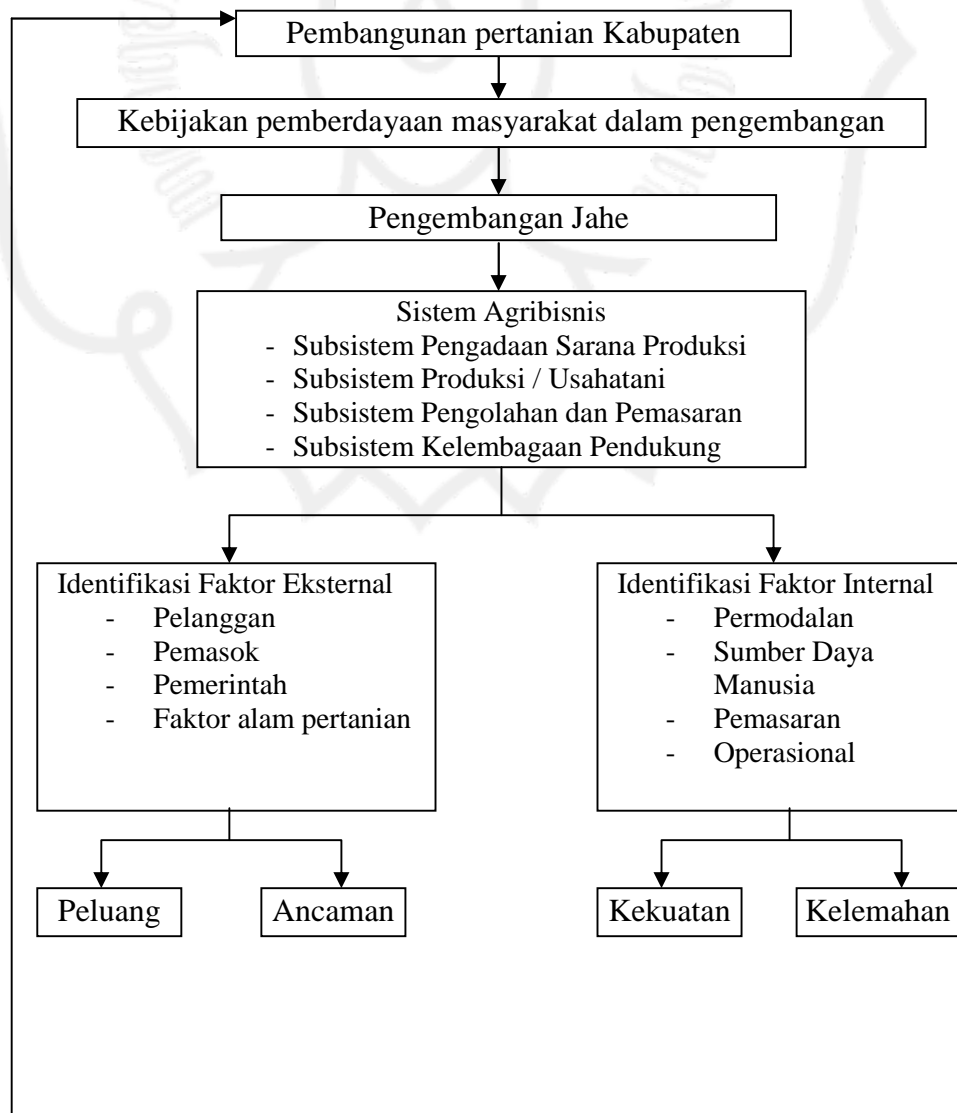 Pembangunan pertanian Kabupaten
Kebijakan pemberdayaan masyarakat dalam pengembangan
Pengembangan Jahe
Sistem Agribisnis
- Subsistem Pengadaan Sarana Produksi
- Subsistem Produksi / Usahatani
- Subsistem Pengolahan dan Pemasaran
- Subsistem Kelembagaan Pendukung
Identifikasi Faktor Eksternal
- Pelanggan
- Pemasok
- Pemerintah
- Faktor alam pertanian
Identifikasi Faktor Internal
- Permodalan
- Sumber Daya
Manusia
- Pemasaran
- Operasional
Peluang
Ancaman
Kekuatan
Kelemahan